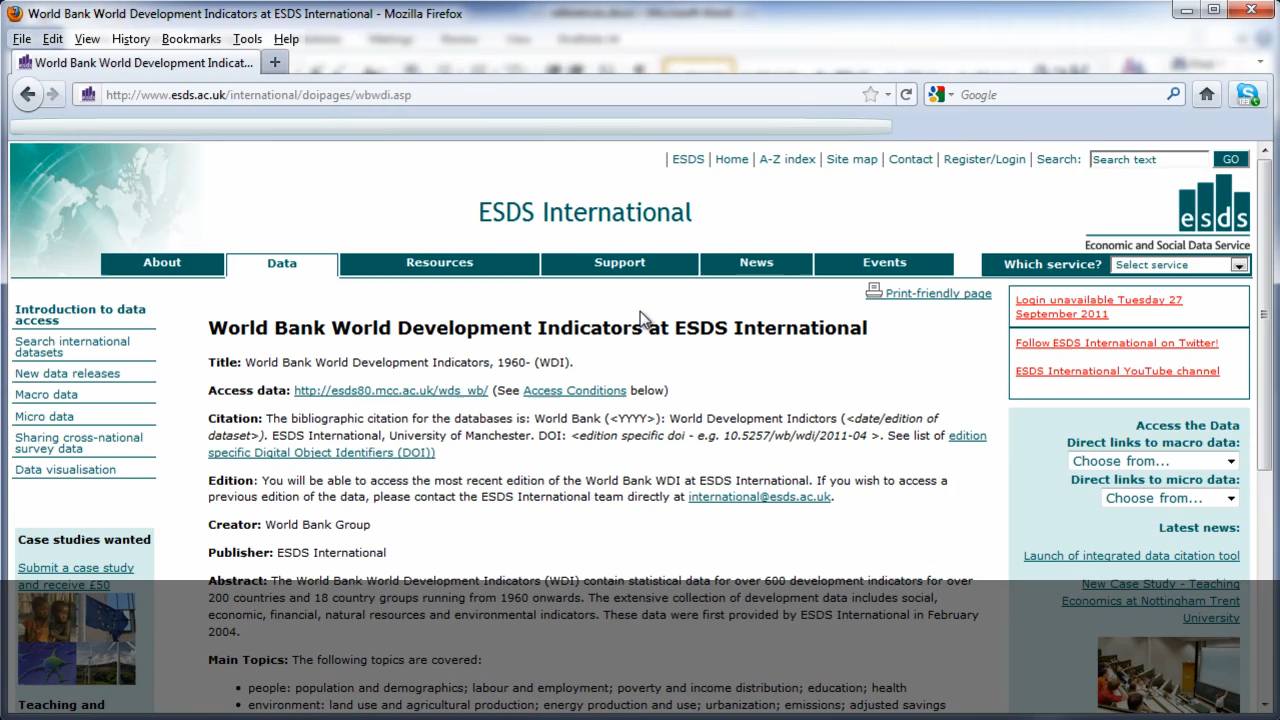 World Bank World Development Indicators at ESDS International - Mozilla Firefox
File Edit View History Bookmarks Tools Help
World Bank World Development Indicat...
http://www.esds.ac.uk/international/doipages/wbwdi.asp
Google
ESDS | Home | A-Z index | Site map | Contact | Register/Login | Search: Search text GO
ESDS International
esds
Economic and Social Data Service
About Data Resources Support News Events Which service? Select service
Print-friendly page
Introduction to data
access
Search international
datasets
New data releases
Macro data
Micro data
Sharing cross-national
survey data
Data visualisation
Case studies wanted
Submit a case study
and receive £50
Teaching and
World Bank World Development Indicators at ESDS International
Title: World Bank World Development Indicators, 1960- (WDI).
Access data: http://esds80.mcc.ac.uk/wds_wb/ (See Access Conditions below)
Citation: The bibliographic citation for the databases is: World Bank (<YYYY>): World Development Indictors (<date/edition of
dataset>). ESDS International, University of Manchester. DOI: <edition specific doi - e.g. 10.5257/wb/wdi/2011-04 >. See list of edition
specific Digital Object Identifiers (DOI))
Edition: You will be able to access the most recent edition of the World Bank WDI at ESDS International. If you wish to access a
previous edition of the data, please contact the ESDS International team directly at international@esds.ac.uk.
Creator: World Bank Group
Publisher: ESDS International
Abstract: The World Bank World Development Indicators (WDI) contain statistical data for over 600 development indicators for over
200 countries and 18 country groups running from 1960 onwards. The extensive collection of development data includes social,
economic, financial, natural resources and environmental indicators. These data were first provided by ESDS International in February
2004.
Main Topics: The following topics are covered:
• people: population and demographics; labour and employment; poverty and income distribution; education; health
• environment: land use and agricultural production; energy production and use; urbanization; emissions; adjusted savings
Login unavailable Tuesday 27
September 2011
Follow ESDS International on Twitter!
ESDS International YouTube channel
Access the Data
Direct links to macro data:
Choose from...
Direct links to micro data:
Choose from...
Latest news:
Launch of integrated data citation tool
New Case Study - Teaching
Economics at Nottingham Trent
University